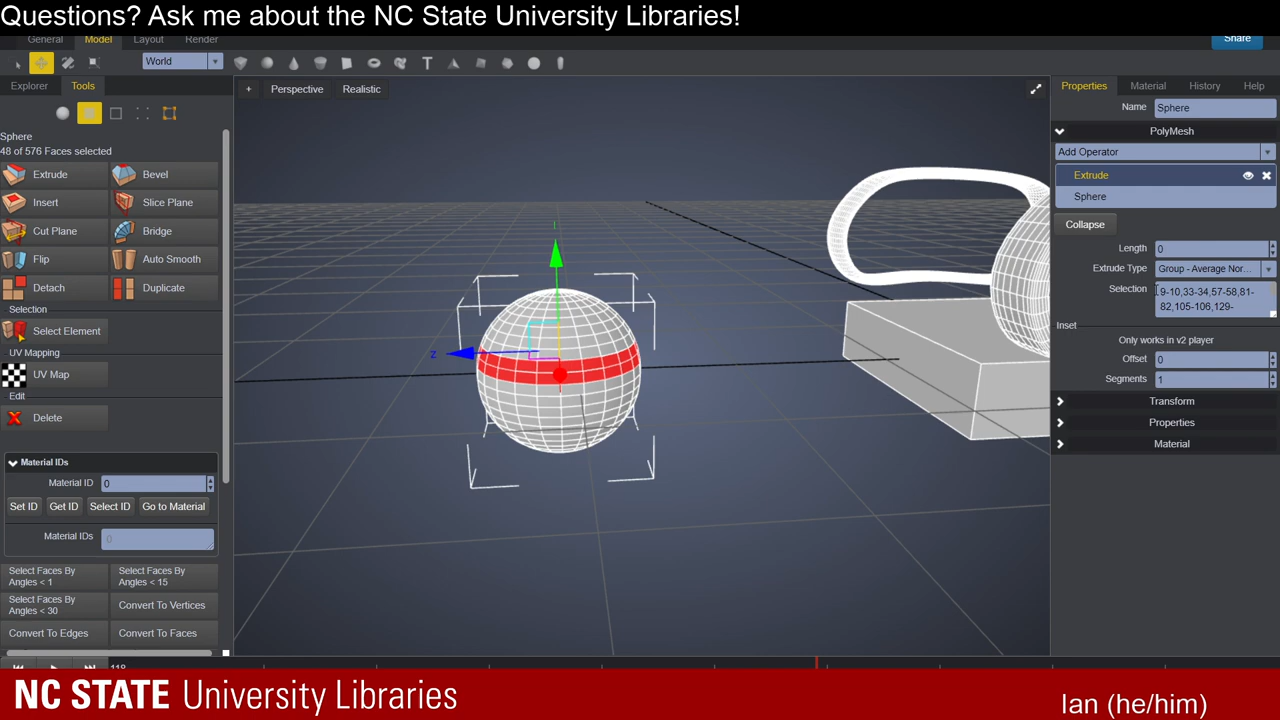 Questions? Ask me about the NC State University Libraries!
General Model Layout Render
Share
World
T
Explorer Tools
+ Perspective Realistic
Properties Material History Help
Name Sphere
Sphere
48 of 576 Faces selected
PolyMesh
Add Operator
Extrude Bevel
Extrude
Insert Slice Plane
Sphere
Cut Plane Bridge
Collapse
Flip Auto Smooth
Length 0
Extrude Type Group - Average Nor...
Detach Duplicate
Selection 9-10,33-34,57-58,81-
82,105-106,129-
Selection
Select Element
Inset
Only works in v2 player
UV Mapping
Offset 0
UV Map
Segments 1
Edit
Transform
Delete
Properties
Material
Material IDs
Material ID 0
Set ID Get ID Select ID Go to Material
Material IDs 0
Select Faces By
Angles < 1
Select Faces By
Angles < 15
Select Faces By
Angles < 30
Convert To Vertices
Convert To Edges Convert To Faces
z
118
NC STATE University Libraries
Ian (he/him)